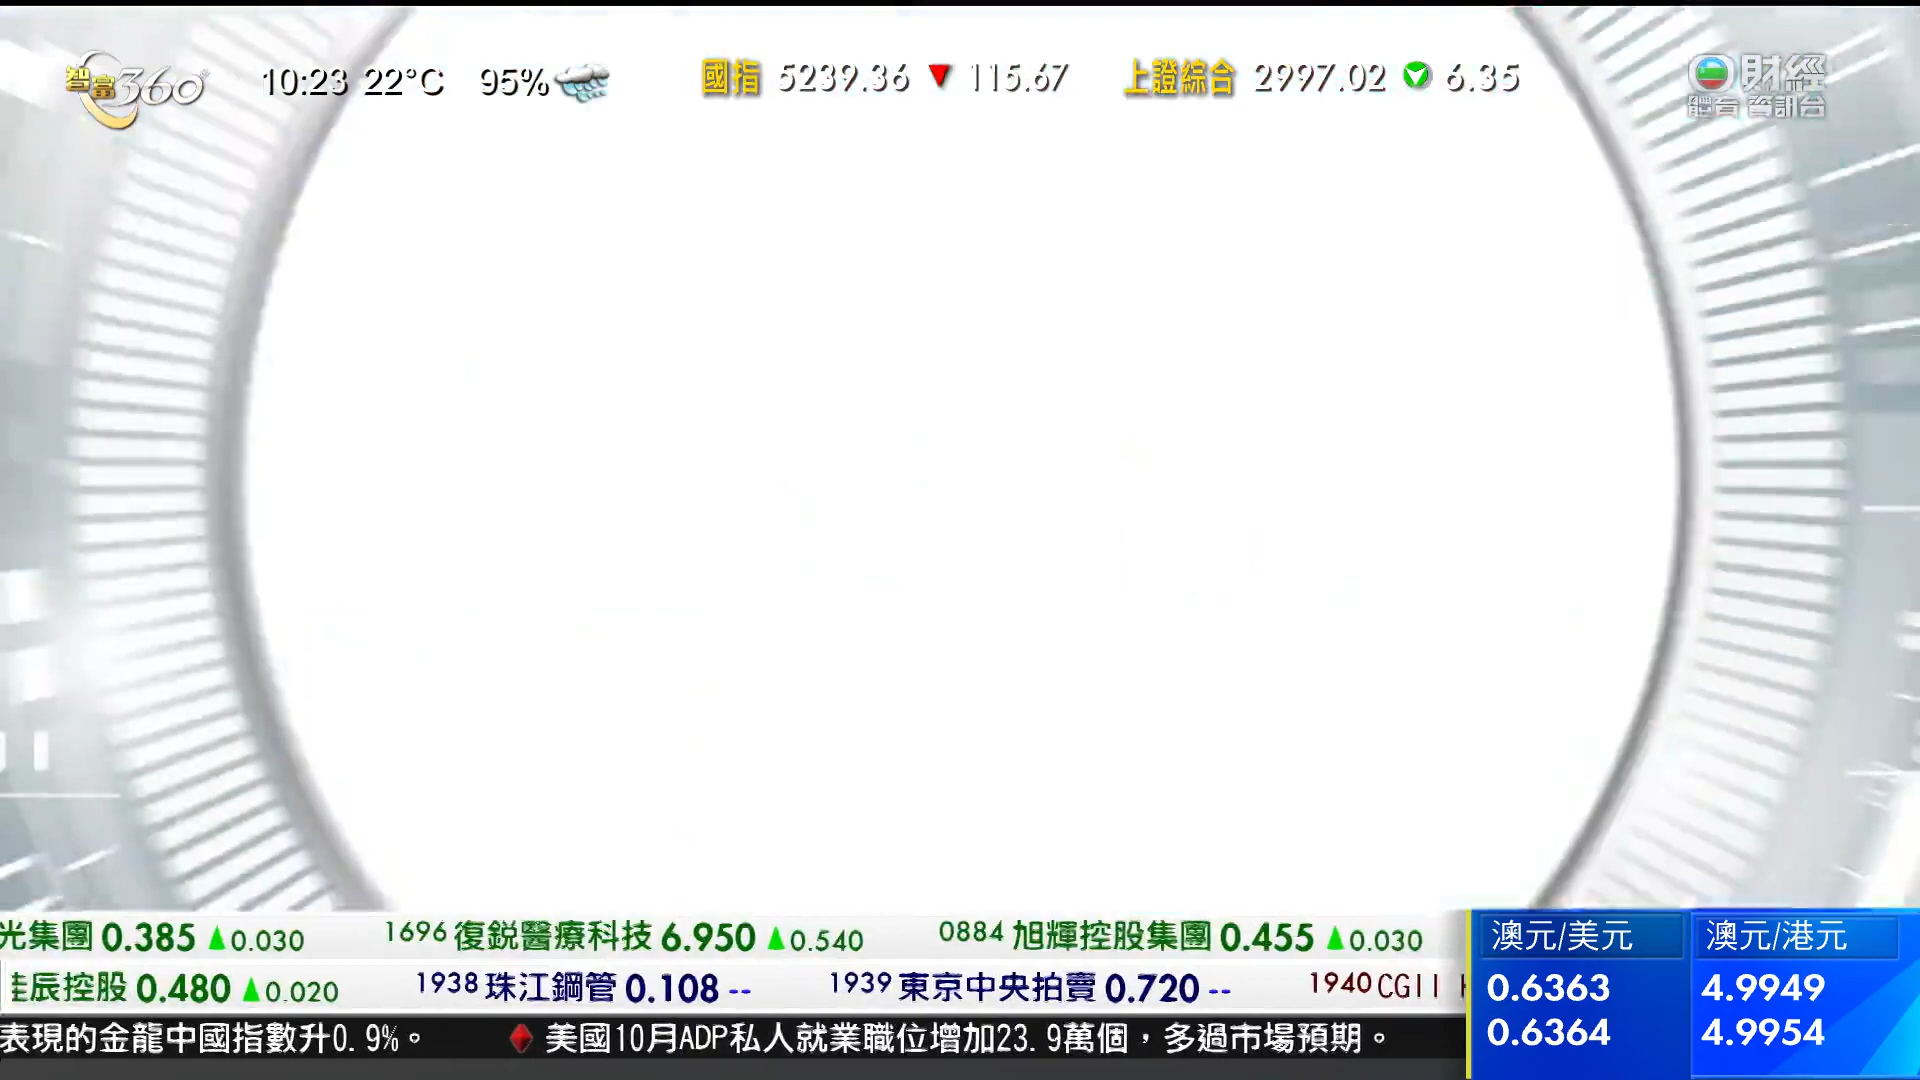 智富360°
10:23 22°C 95%
國指 5239.36 ▼ 115.67
上證綜合 2997.02 6.35
財經
體育 資訊台
光集團 0.385 ▲0.030 1696 復銳醫療科技 6.950 ▲0.540 0884 旭輝控股集團 0.455 ▲0.030
佳辰控股 0.480 ▲0.020 1938 珠江鋼管 0.108 -- 1939 東京中央拍賣 0.720 -- 1940 CGII
表現的金龍中國指數升0.9%。 ♦ 美國10月ADP私人就業職位增加23.9萬個，多過市場預期。
澳元/美元
0.6363
0.6364
澳元/港元
4.9949
4.9954